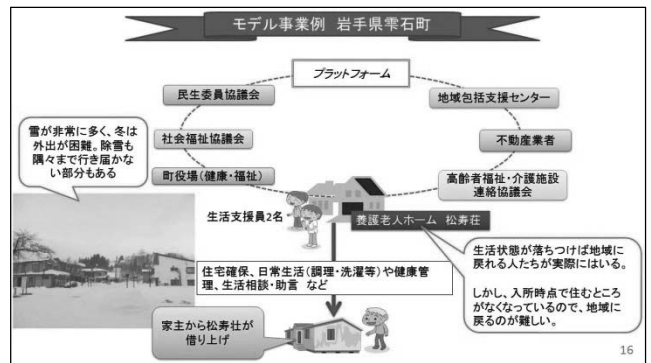 モデル事業例 岩手県雫石町
プラットフォーム
民生委員協議会
地域包括支援センター
雪が非常に多く、冬は
外出が困難。除雪も
隅々まで行き届かな
い部分もある
社会福祉協議会
不動産業者
町役場(健康・福祉)
高齢者福祉・介護施設
連絡協議会
生活支援員2名
養護老人ホーム 松寿荘
生活状態が落ちつけば地域に
戻れる人たちが実際にはいる。
しかし、入所時点で住むところ
がなくなっているので、地域に
戻るのが難しい。
住宅確保、日常生活(調理・洗濯等)や健康管
理、生活相談・助言 など
家主から松寿荘が
借り上げ
16